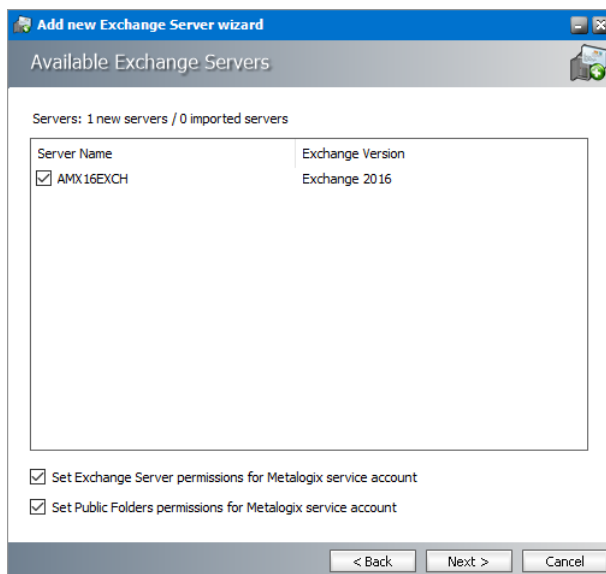 Add new Exchange Server wizard
Available Exchange Servers
Servers: 1 new servers / 0 imported servers
Server Name Exchange Version
AMX16EXCH Exchange 2016
Set Exchange Server permissions for Metalogix service account
Set Public Folders permissions for Metalogix service account
< Back Next > Cancel